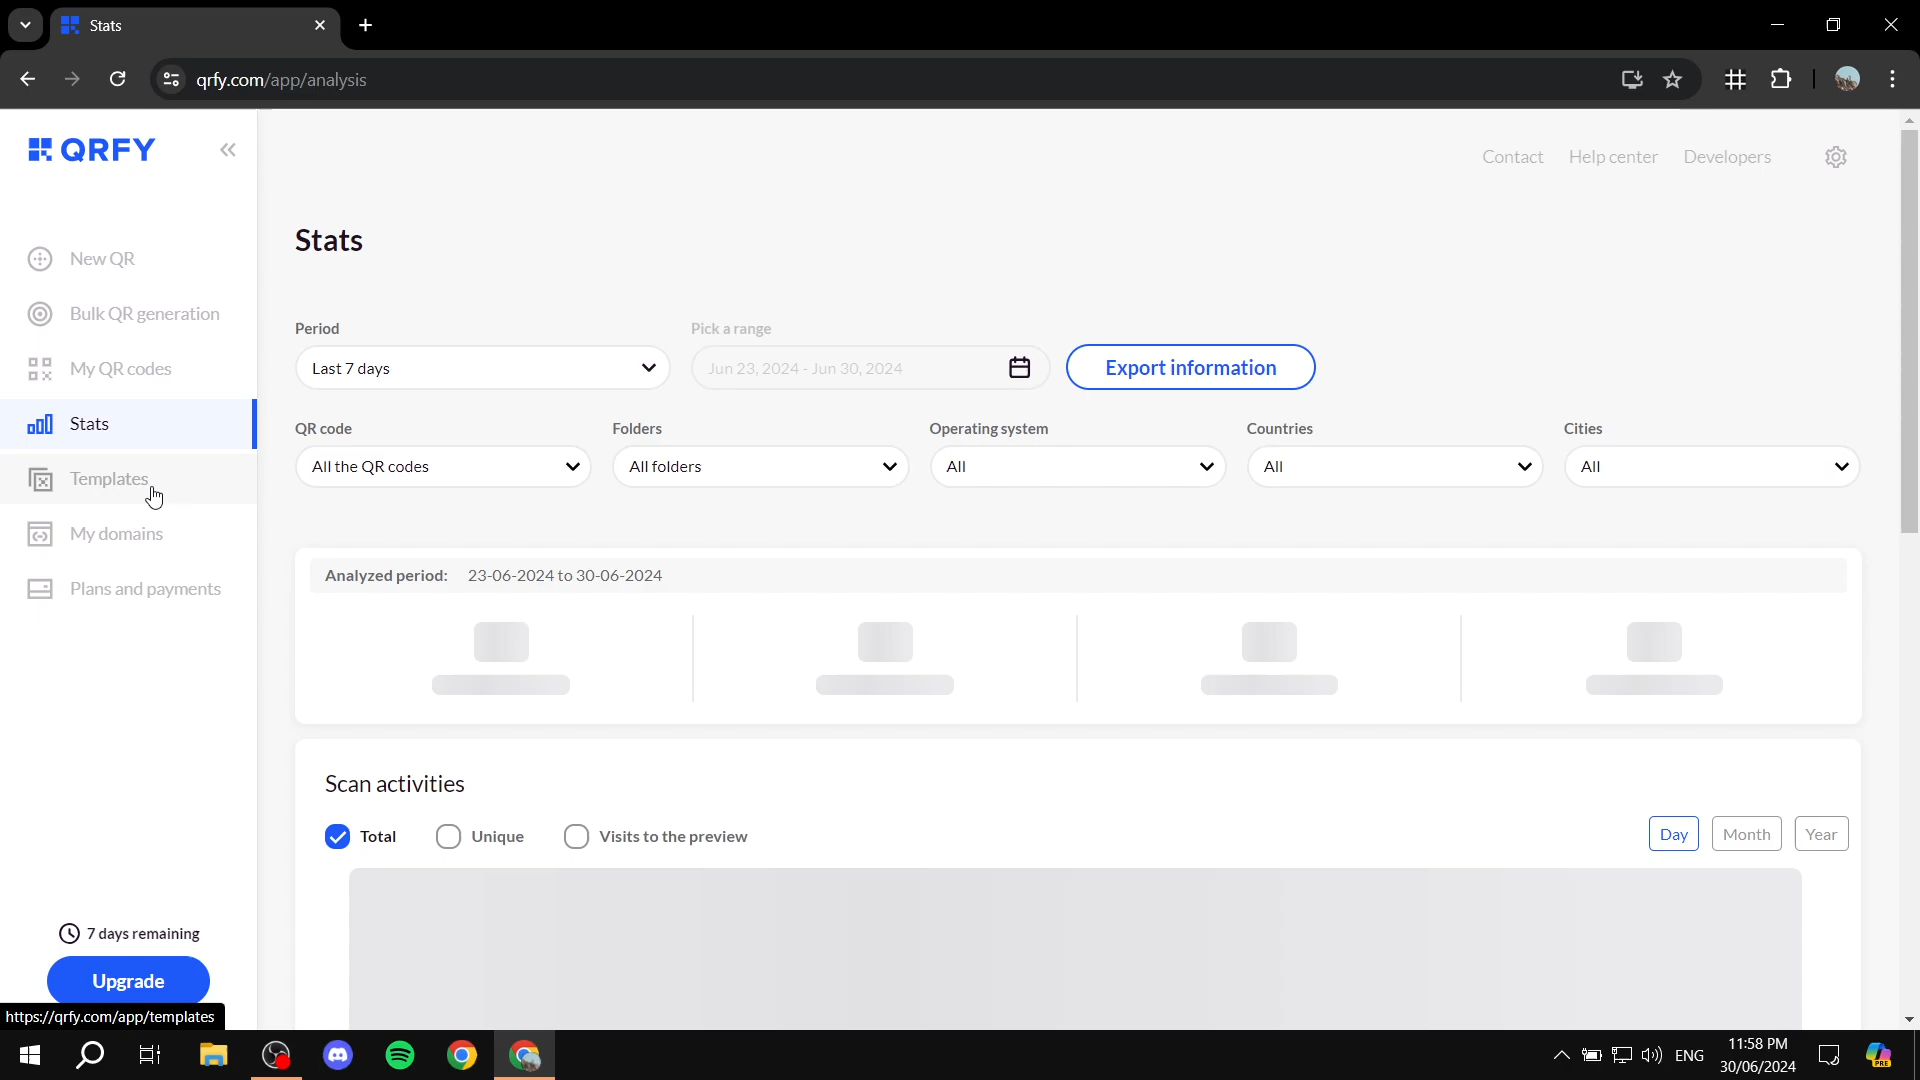 Stats
qrfy.com/app/analysis
QRFY
Contact Help center Developers
New QR
Bulk QR generation
My QR codes
Stats
Templates
My domains
Plans and payments
Stats
Period Pick a range
Last 7 days Jun 23, 2024 - Jun 30, 2024 Export information
QR code Folders Operating system Countries Cities
All the QR codes All folders All All All
Analyzed period: 23-06-2024 to 30-06-2024
Scan activities
Total Unique Visits to the preview Day Month Year
7 days remaining
Upgrade
https://qrfy.com/app/templates
ENG
11:58 PM
30/06/2024
PRE